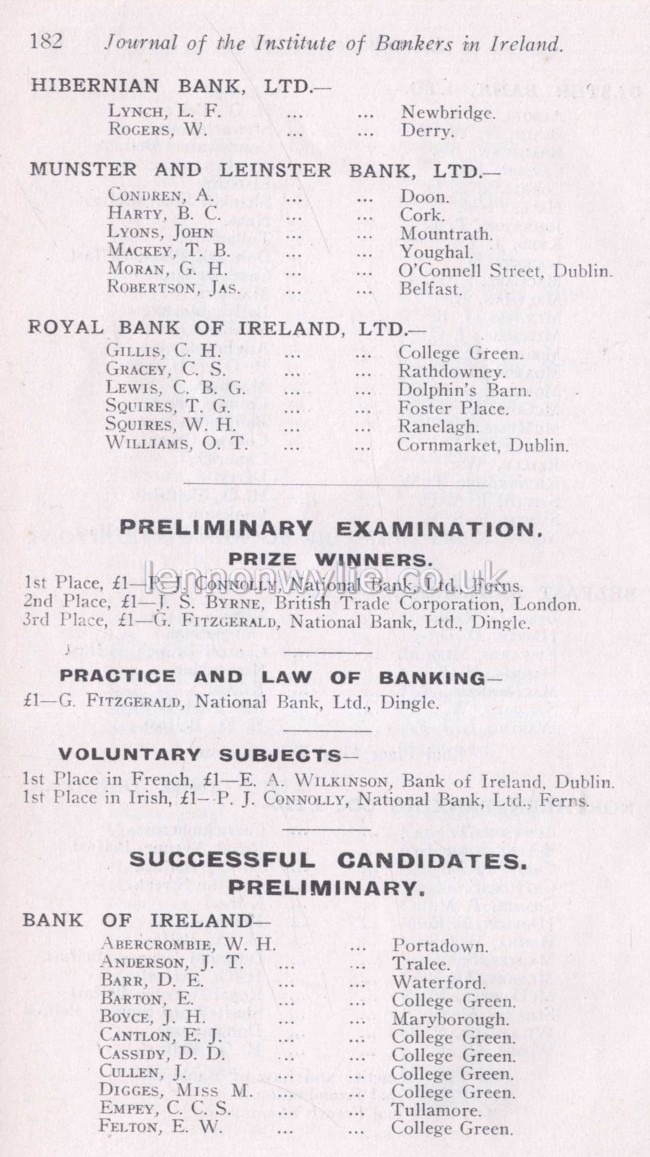 182 Journal of the Institute of Bankers in Ireland.
HIBERNIAN BANK, LTD.—
LYNCH, L. F. ... ... Newbridge.
ROGERS, W. ... Derry.
MUNSTER AND LEINSTER BANK, LTD.—
CONDREN, A. ... ... Doon.
HARTY, B. C. ... ... Cork.
LYONS, JOHN ... ... Mountrath.
MACKEY, T. B. ... ... Youghal.
MORAN, G. H. ... ... O'Connell Street, Dublin.
ROBERTSON, JAS. ... ... Belfast.
ROYAL BANK OF IRELAND, LTD.—
GILLIS, C. H. ... ... College Green.
GRACEY, C. S. ... ... Rathdowney.
LEWIS, C. B. G. ... ... Dolphin's Barn.
SQUIRES, T. G. ... ... Foster Place.
SQUIRES, W. H. ... ... Ranelagh.
WILLIAMS, O. T. ... ... Cornmarket, Dublin.
PRELIMINARY EXAMINATION.
PRIZE WINNERS.
lennonwylie.co.uk
1st Place, £1—P. J. CONNOLLY, National Bank, Ltd., Ferns.
2nd Place, £1—J. S. BYRNE, British Trade Corporation, London.
3rd Place, £1—G. FITZGERALD, National Bank, Ltd., Dingle.
PRACTICE AND LAW OF BANKING—
£1—G. FITZGERALD, National Bank, Ltd., Dingle.
VOLUNTARY SUBJECTS—
1st Place in French, £1—E. A. WILKINSON, Bank of Ireland, Dublin.
1st Place in Irish, £1—P. J. CONNOLLY, National Bank, Ltd., Ferns.
SUCCESSFUL CANDIDATES.
PRELIMINARY.
BANK OF IRELAND—
ABERCROMBIE, W. H. ... Portadown.
ANDERSON, J. T. ... ... Tralee.
BARR, D. E. ... ... Waterford.
BARTON, E. ... ... College Green.
BOYCE, J. H. ... ... Maryborough.
CANTLON, E. J. ... ... College Green.
CASSIDY, D. D. ... ... College Green.
CULLEN, J. ... ... College Green.
DIGGES, MISS M. ... ... College Green.
EMPEY, C. C. S. ... ... Tullamore.
FELTON, E. W. ... ... College Green.